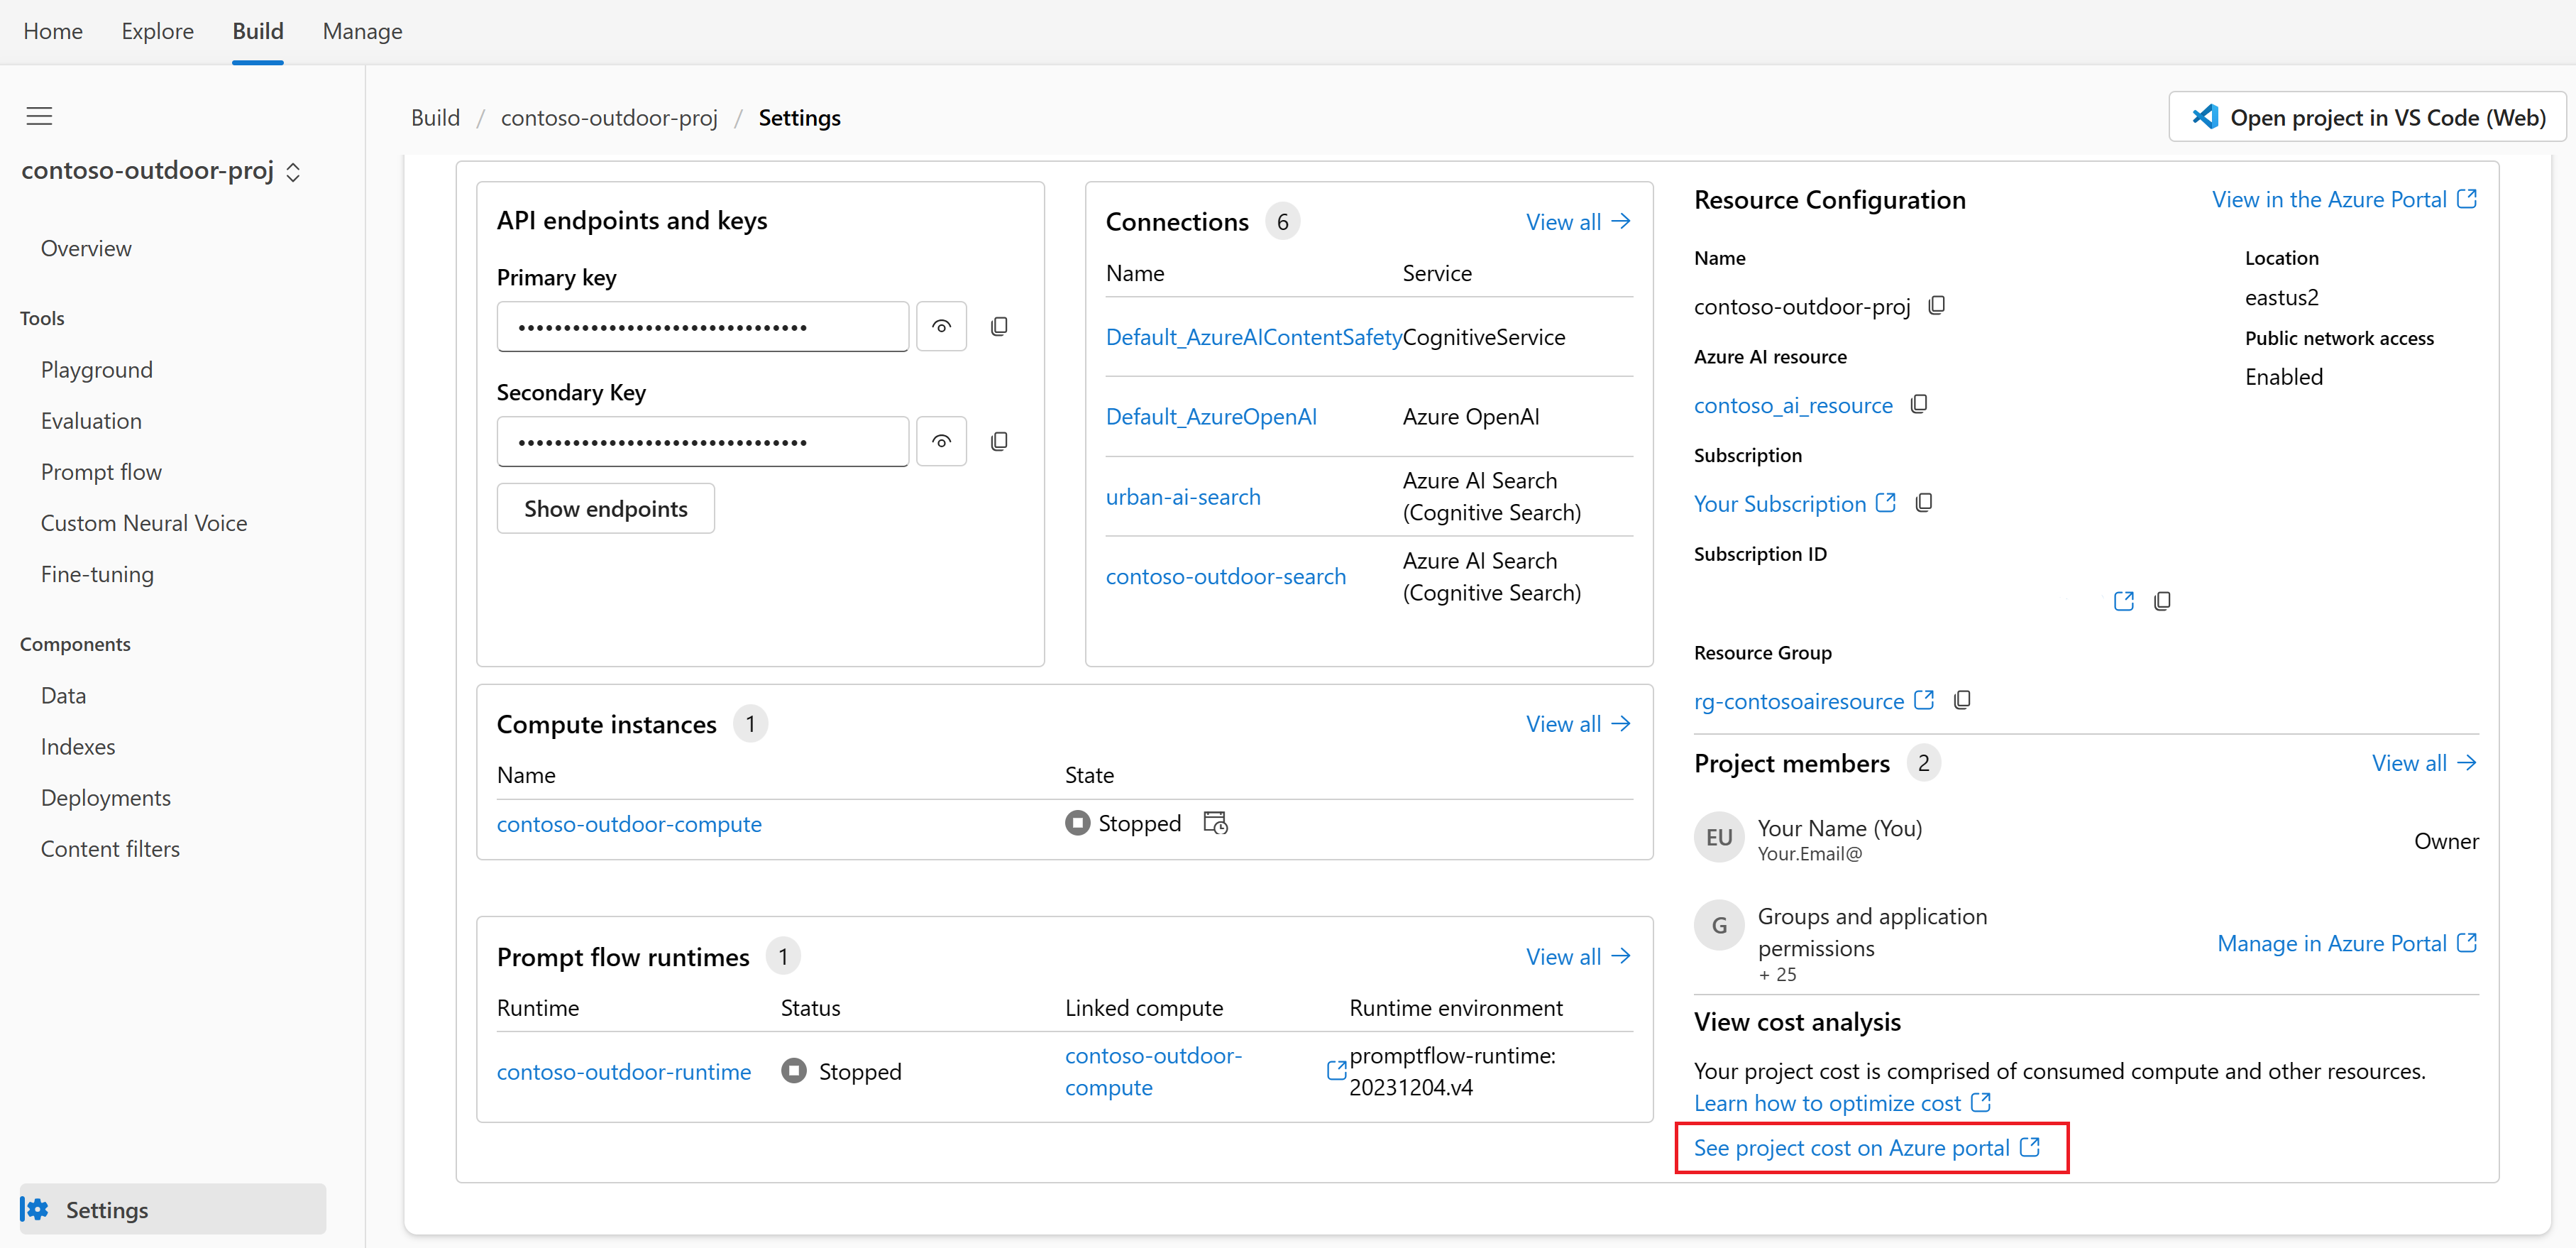 Home Explore Build Manage
Build / contoso-outdoor-proj / Settings
Open project in VS Code (Web)
contoso-outdoor-proj
Overview
Tools
Playground
Evaluation
Prompt flow
Custom Neural Voice
Fine-tuning
Components
Data
Indexes
Deployments
Content filters
Settings
API endpoints and keys
Primary key
••••••••••••••••••••••••••••••••
Secondary Key
••••••••••••••••••••••••••••••••
Show endpoints
Connections 6 View all
Name Service
Default_AzureAIContentSafety CognitiveService
Default_AzureOpenAI Azure OpenAI
urban-ai-search Azure AI Search
(Cognitive Search)
contoso-outdoor-search Azure AI Search
(Cognitive Search)
Compute instances 1 View all
Name State
contoso-outdoor-compute Stopped
Prompt flow runtimes 1 View all
Runtime Status Linked compute Runtime environment
contoso-outdoor-runtime Stopped contoso-outdoor- promptflow-runtime:
compute 20231204.v4
Resource Configuration View in the Azure Portal
Name
contoso-outdoor-proj
Azure AI resource
contoso_ai_resource
Subscription
Your Subscription
Subscription ID
Resource Group
rg-contosoairesource
Location
eastus2
Public network access
Enabled
Project members 2 View all
EU Your Name (You)
Your.Email@
Owner
G Groups and application
permissions
+ 25
Manage in Azure Portal
View cost analysis
Your project cost is comprised of consumed compute and other resources.
Learn how to optimize cost
See project cost on Azure portal